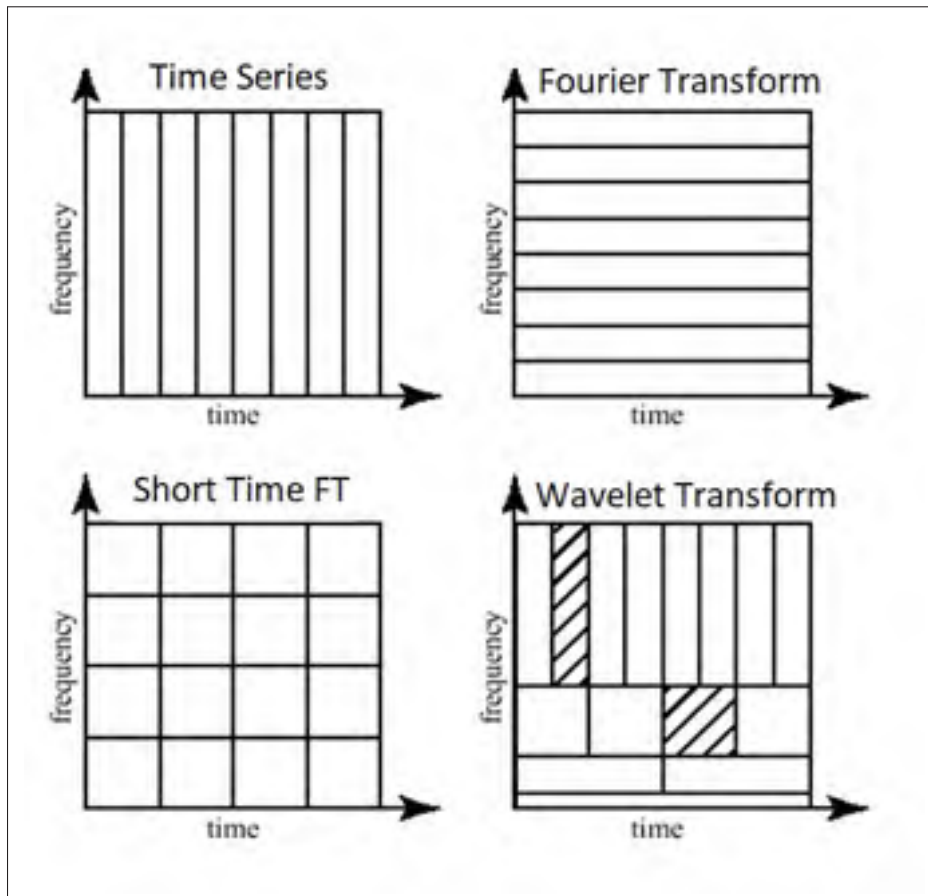 Time Series
frequency
time
Fourier Transform
frequency
time
Short Time FT
frequency
time
Wavelet Transform
frequency
time